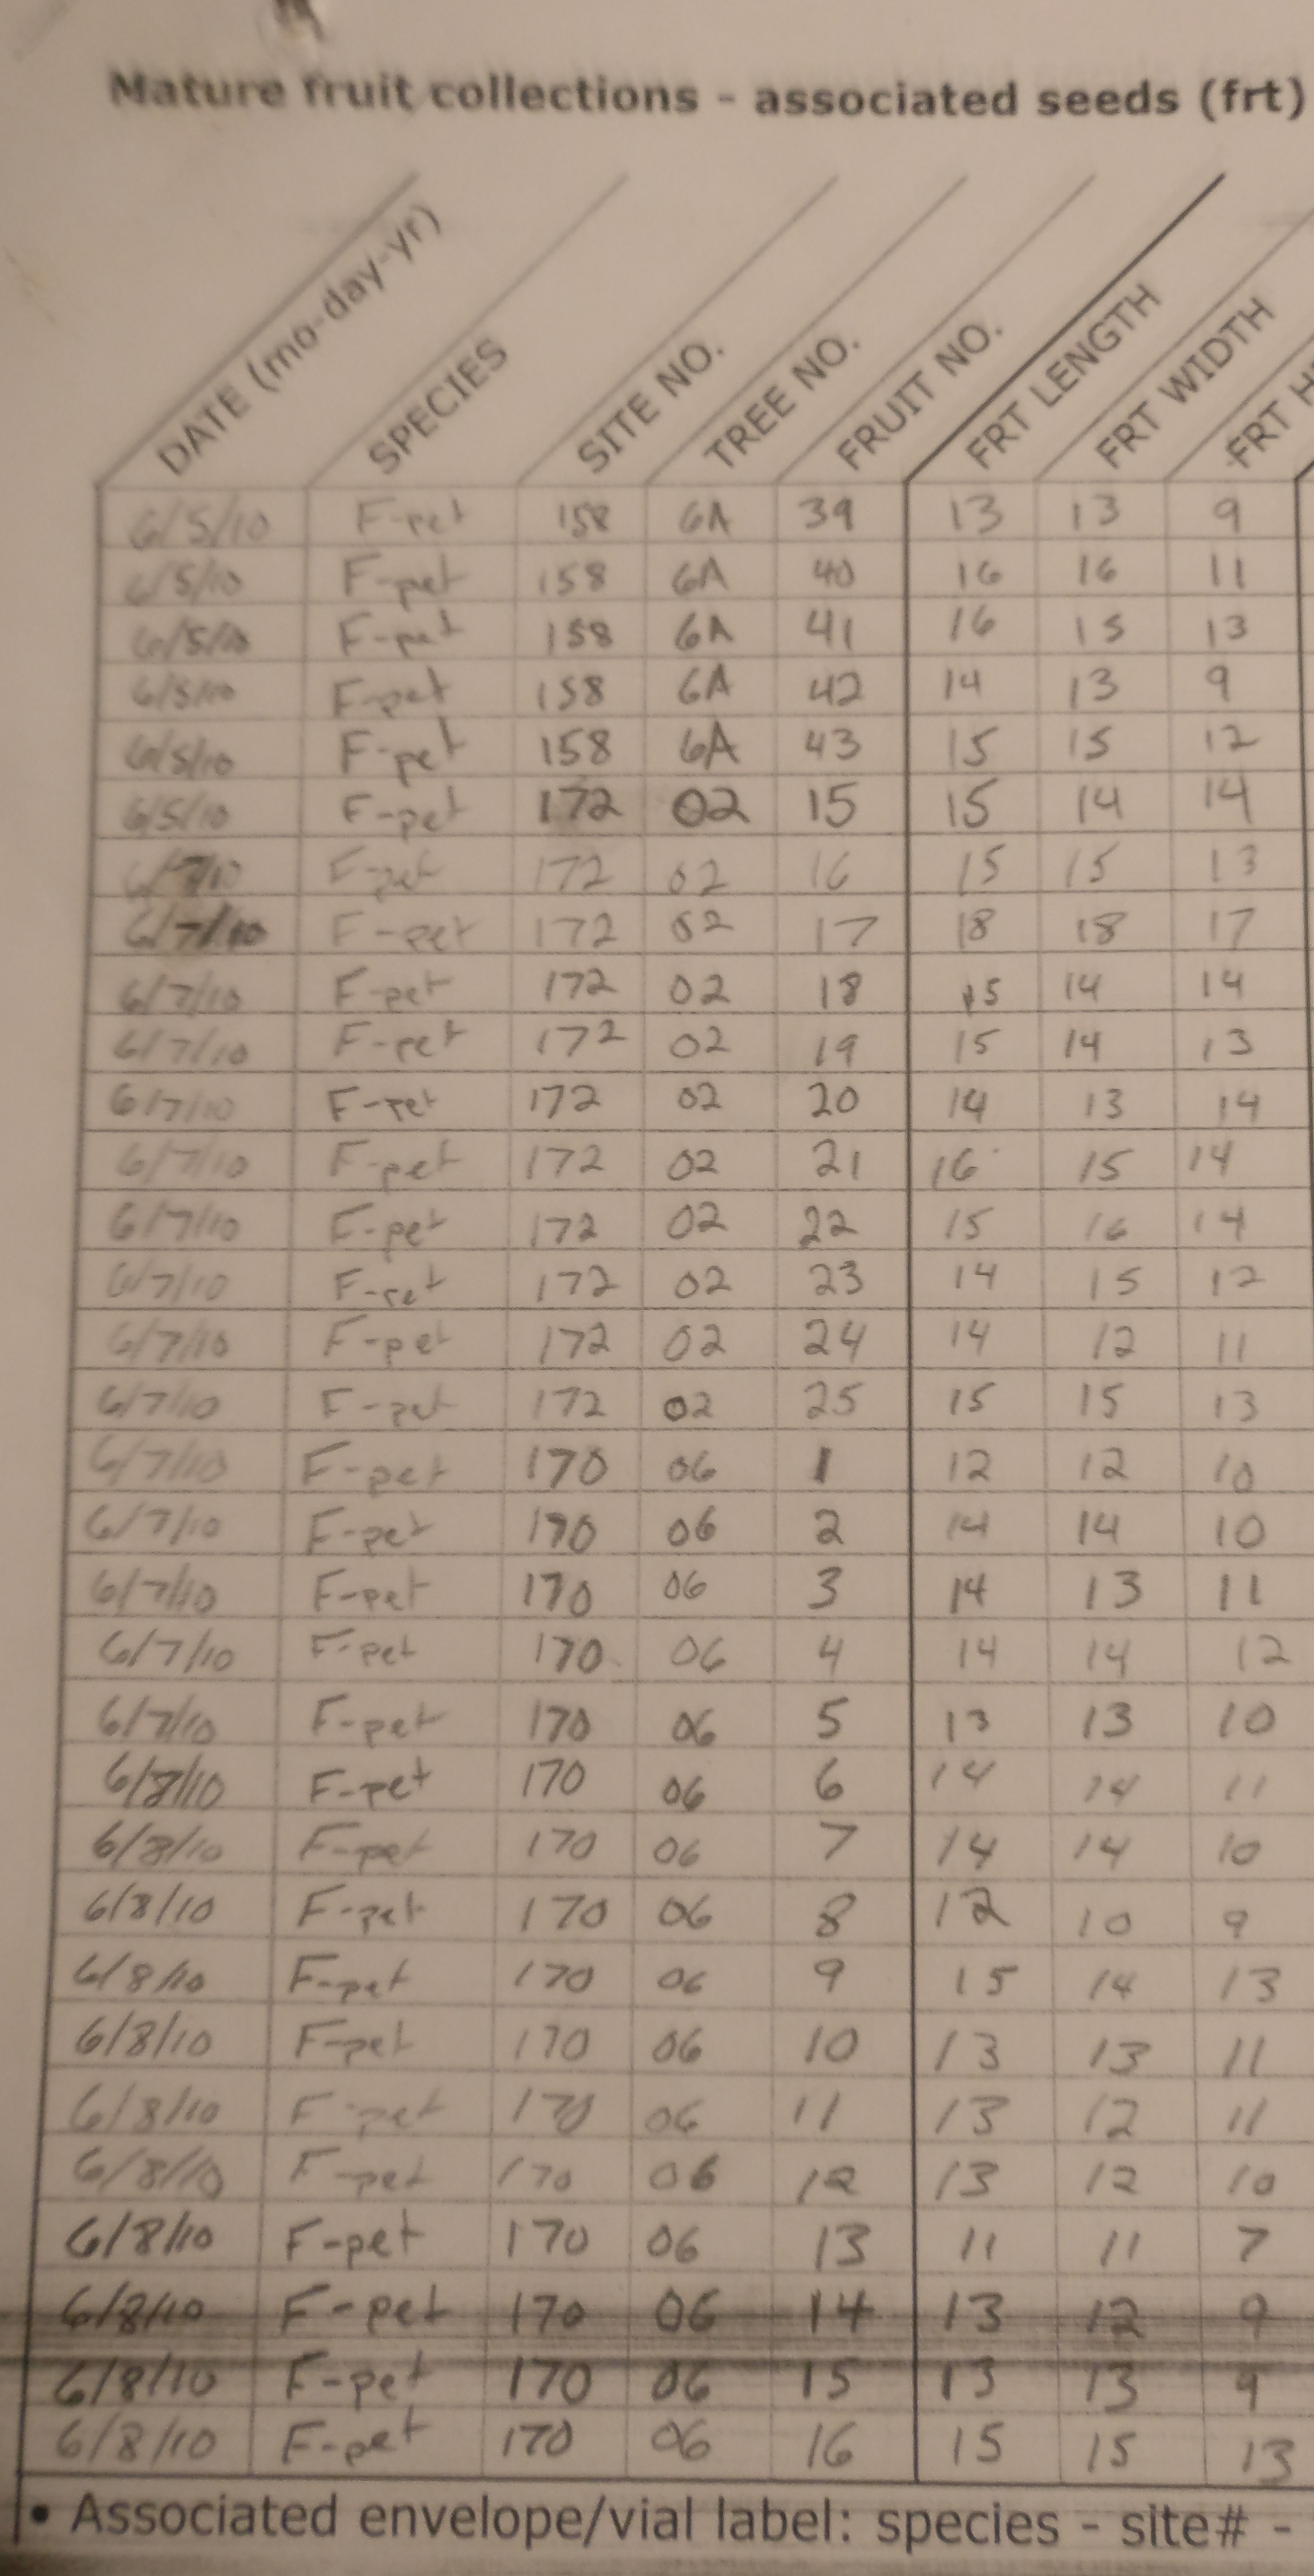 Mature fruit collections - associated seeds (frt)
DATE (mo-day-yr) SPECIES SITE NO. TREE NO. FRUIT NO. FRT LENGTH FRT WIDTH FRT H
6/5/10 F-pet 158 6A 39 13 13 9
6/5/10 F-pet 158 6A 40 16 16 11
6/5/10 F-pet 158 6A 41 16 15 13
6/5/10 F-pet 158 6A 42 14 13 9
6/5/10 F-pet 158 6A 43 15 15 12
6/5/10 F-pet 172 02 15 15 14 14
6/7/10 F-pet 172 02 16 15 15 13
6/7/10 F-pet 172 02 17 18 18 17
6/7/10 F-pet 172 02 18 15 14 14
6/7/10 F-pet 172 02 19 15 14 13
6/7/10 F-pet 172 02 20 14 13 14
6/7/10 F-pet 172 02 21 16 15 14
6/7/10 F-pet 172 02 22 15 16 14
6/7/10 F-pet 172 02 23 14 15 12
6/7/10 F-pet 172 02 24 14 12 11
6/7/10 F-pet 172 02 25 15 15 13
6/7/10 F-pet 170 06 1 12 12 10
6/7/10 F-pet 170 06 2 14 14 10
6/7/10 F-pet 170 06 3 14 13 11
6/7/10 F-pet 170 06 4 14 14 12
6/7/10 F-pet 170 06 5 13 13 10
6/8/10 F-pet 170 06 6 14 14 11
6/8/10 F-pet 170 06 7 14 14 10
6/8/10 F-pet 170 06 8 12 10 9
6/8/10 F-pet 170 06 9 15 14 13
6/8/10 F-pet 170 06 10 13 13 11
6/8/10 F-pet 170 06 11 13 12 11
6/8/10 F-pet 170 06 12 13 12 10
6/8/10 F-pet 170 06 13 11 11 7
6/8/10 F-pet 170 06 14 13 12 9
6/8/10 F-pet 170 06 15 13 13 9
6/8/10 F-pet 170 06 16 15 15 13
• Associated envelope/vial label: species - site# -